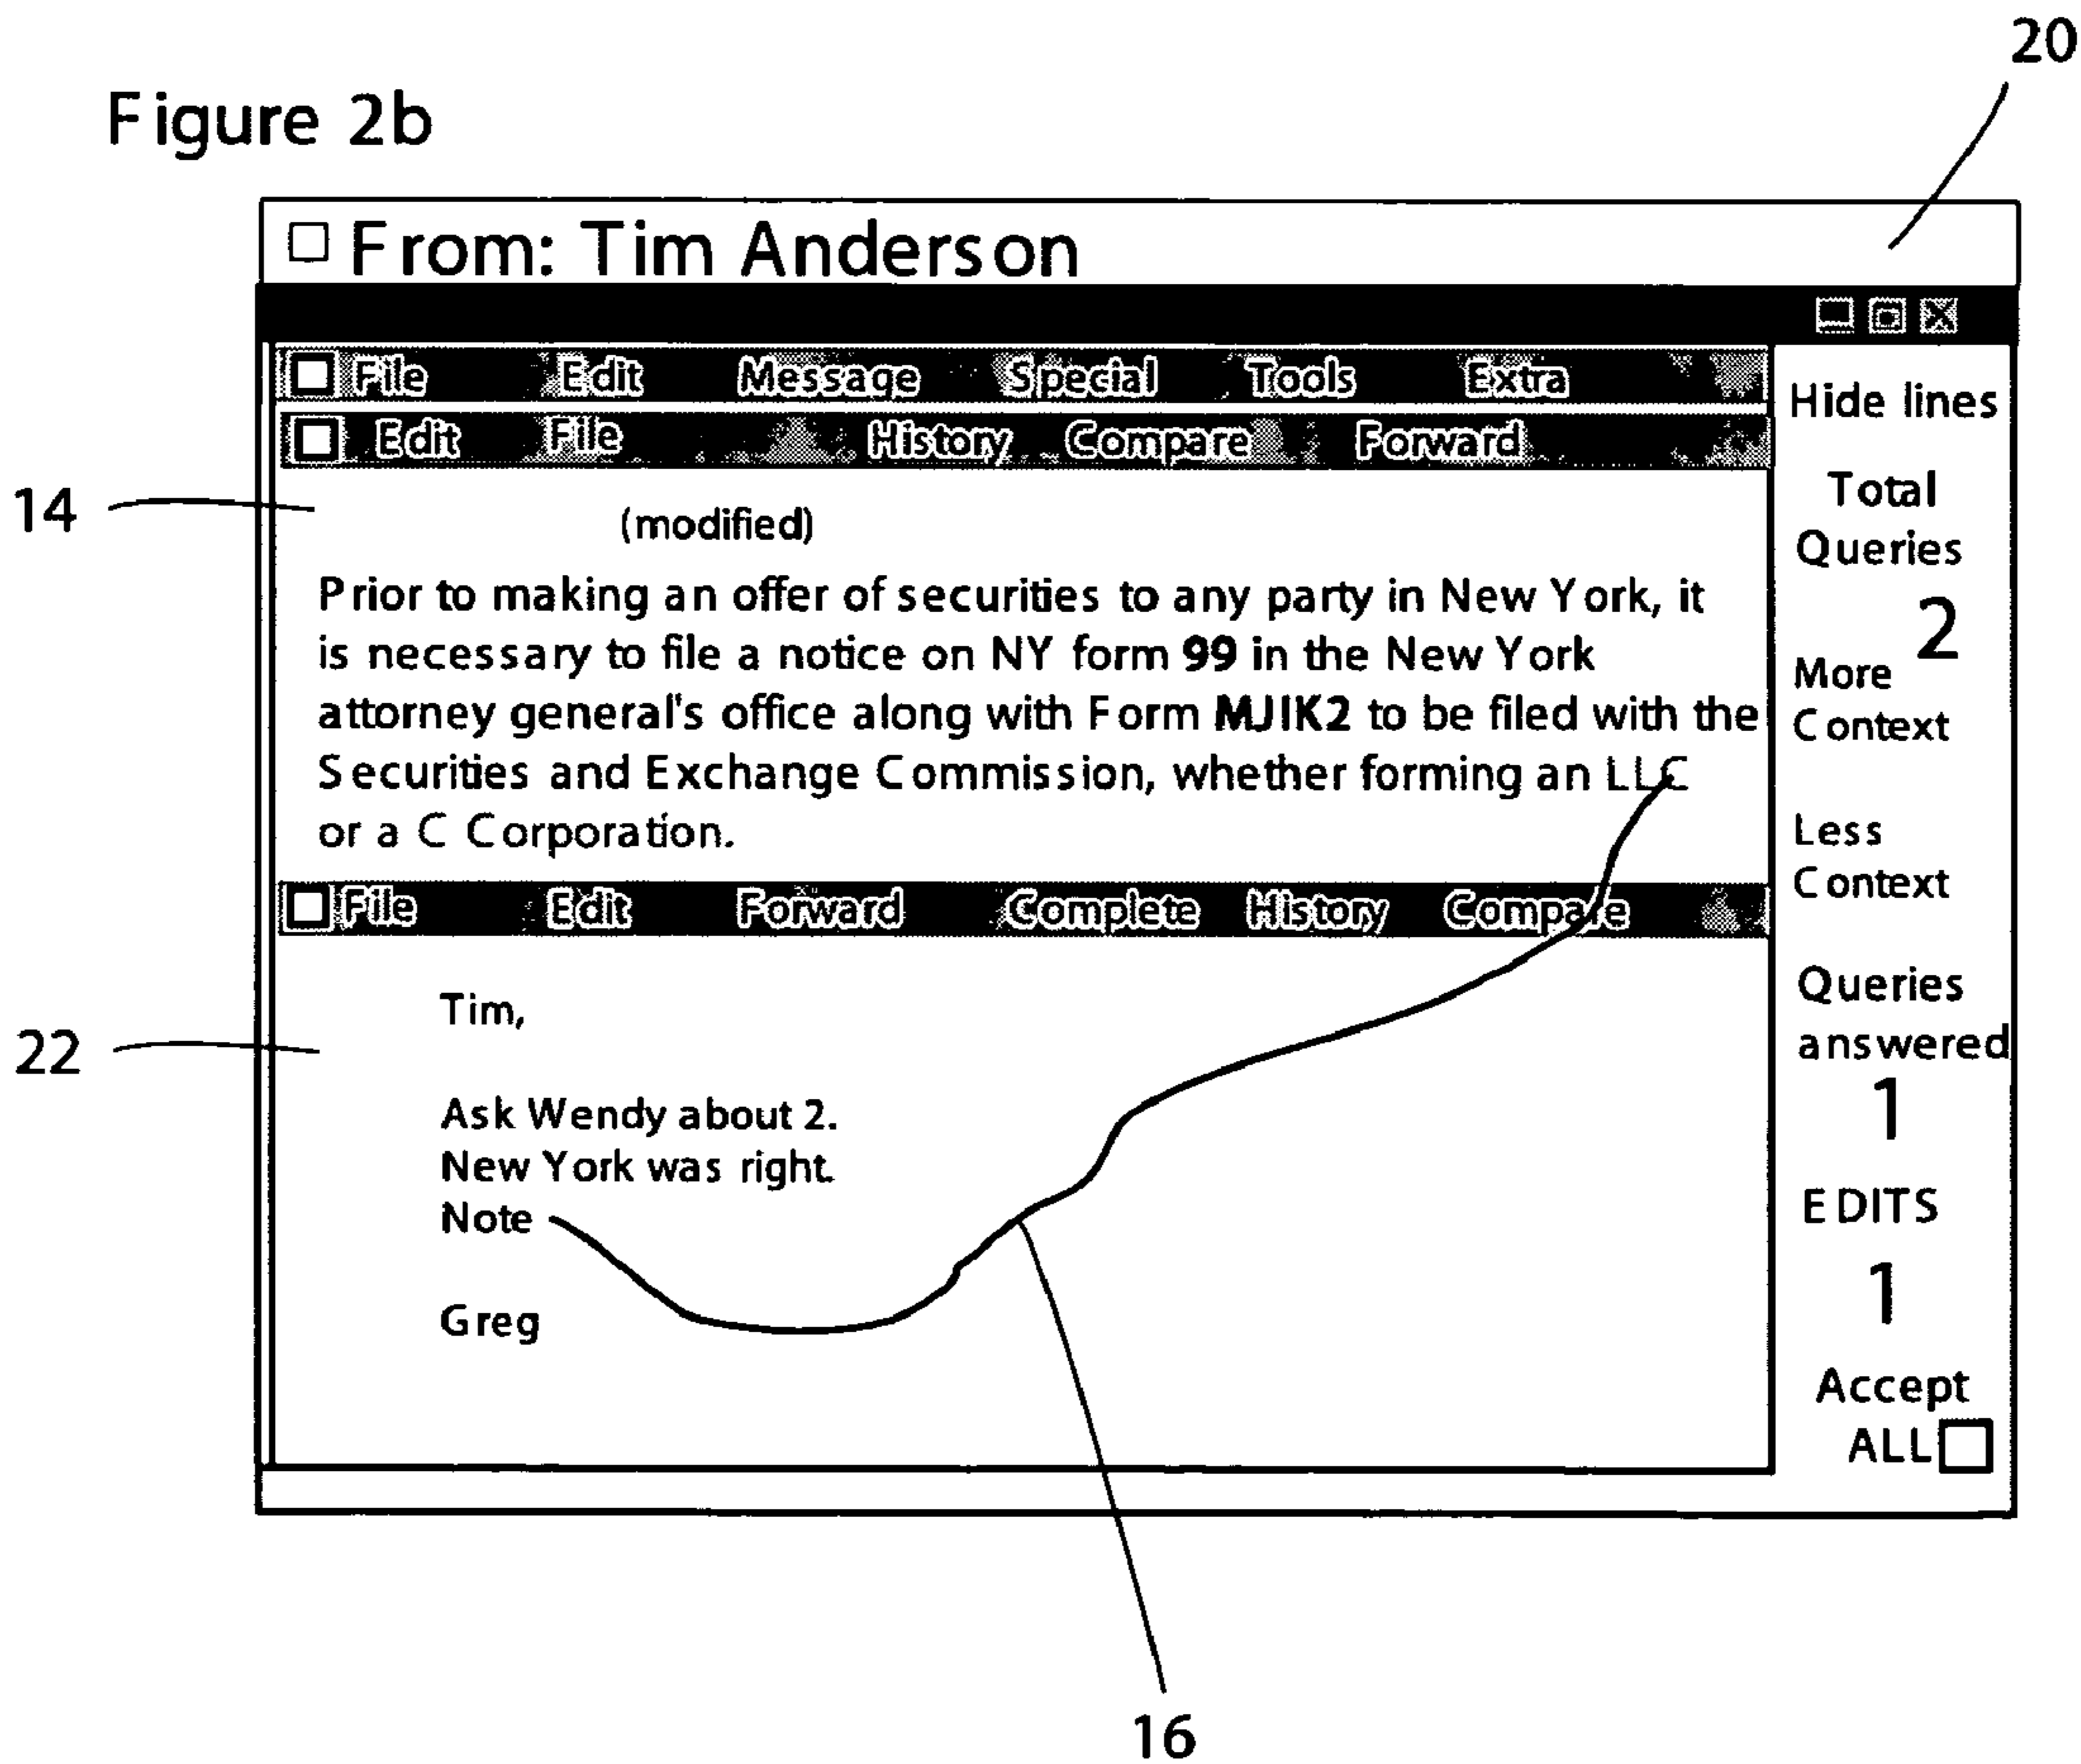 20
Figure 2b
From: Tim Anderson
File Edit Message Special Tools Extra
Edit File History Compare Forward
14
(modified)
Prior to making an offer of securities to any party in New York, it
is necessary to file a notice on NY form 99 in the New York
attorney general's office along with Form MJIK2 to be filed with the
Securities and Exchange Commission, whether forming an LLC
or a C Corporation.
File Edit Forward Complete History Compare
22
Tim,
Ask Wendy about 2.
New York was right.
Note
Greg
Hide lines
Total
Queries
2
More
Context
Less
Context
Queries
answered
1
EDITS
1
Accept
ALL
16